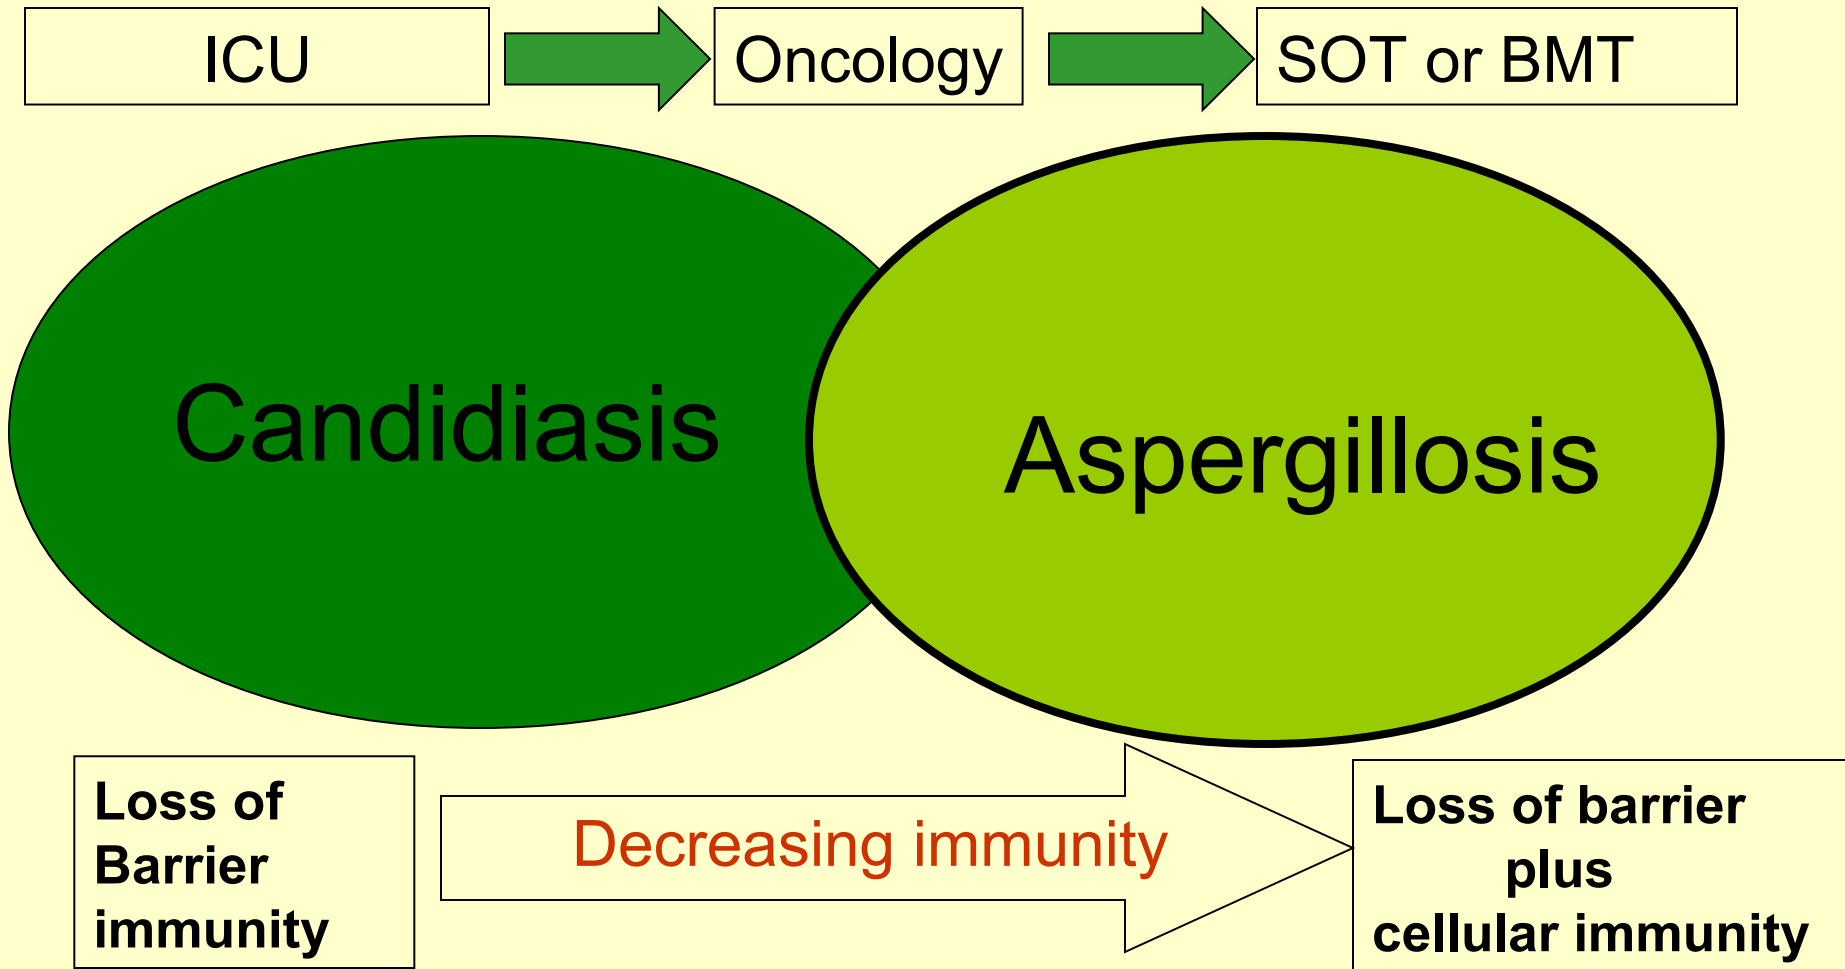 ICU
Oncology
SOT or BMT
Candidiasis
Aspergillosis
Loss of
Barrier
immunity
Decreasing immunity
Loss of barrier
plus
cellular immunity